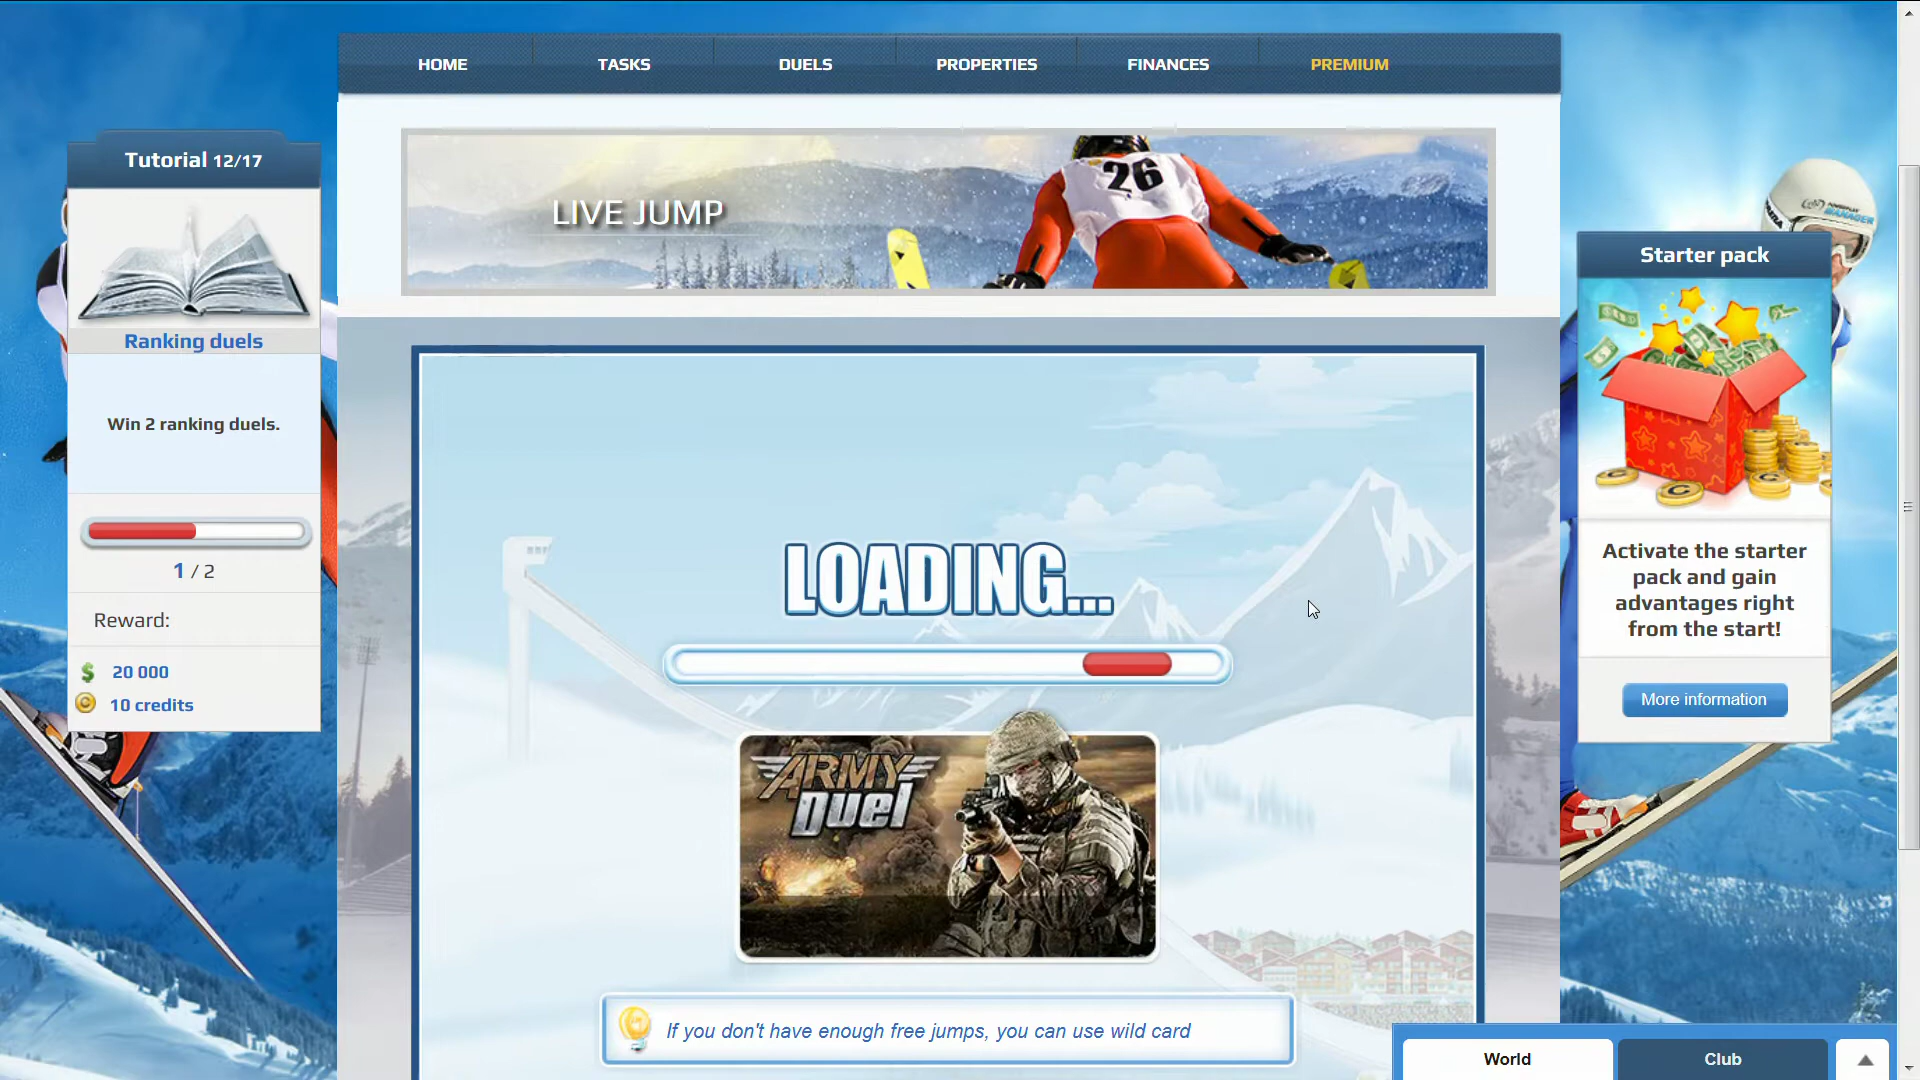 HOME
TASKS
DUELS
PROPERTIES
FINANCES
PREMIUM
Tutorial 12/17
LIVE JUMP
26
Ranking duels
Win 2 ranking duels.
1 / 2
Reward:
20 000
10 credits
Starter pack
Activate the starter
pack and gain
advantages right
from the start!
More information
LOADING...
ARMY
Duel
If you don't have enough free jumps, you can use wild card
World
Club